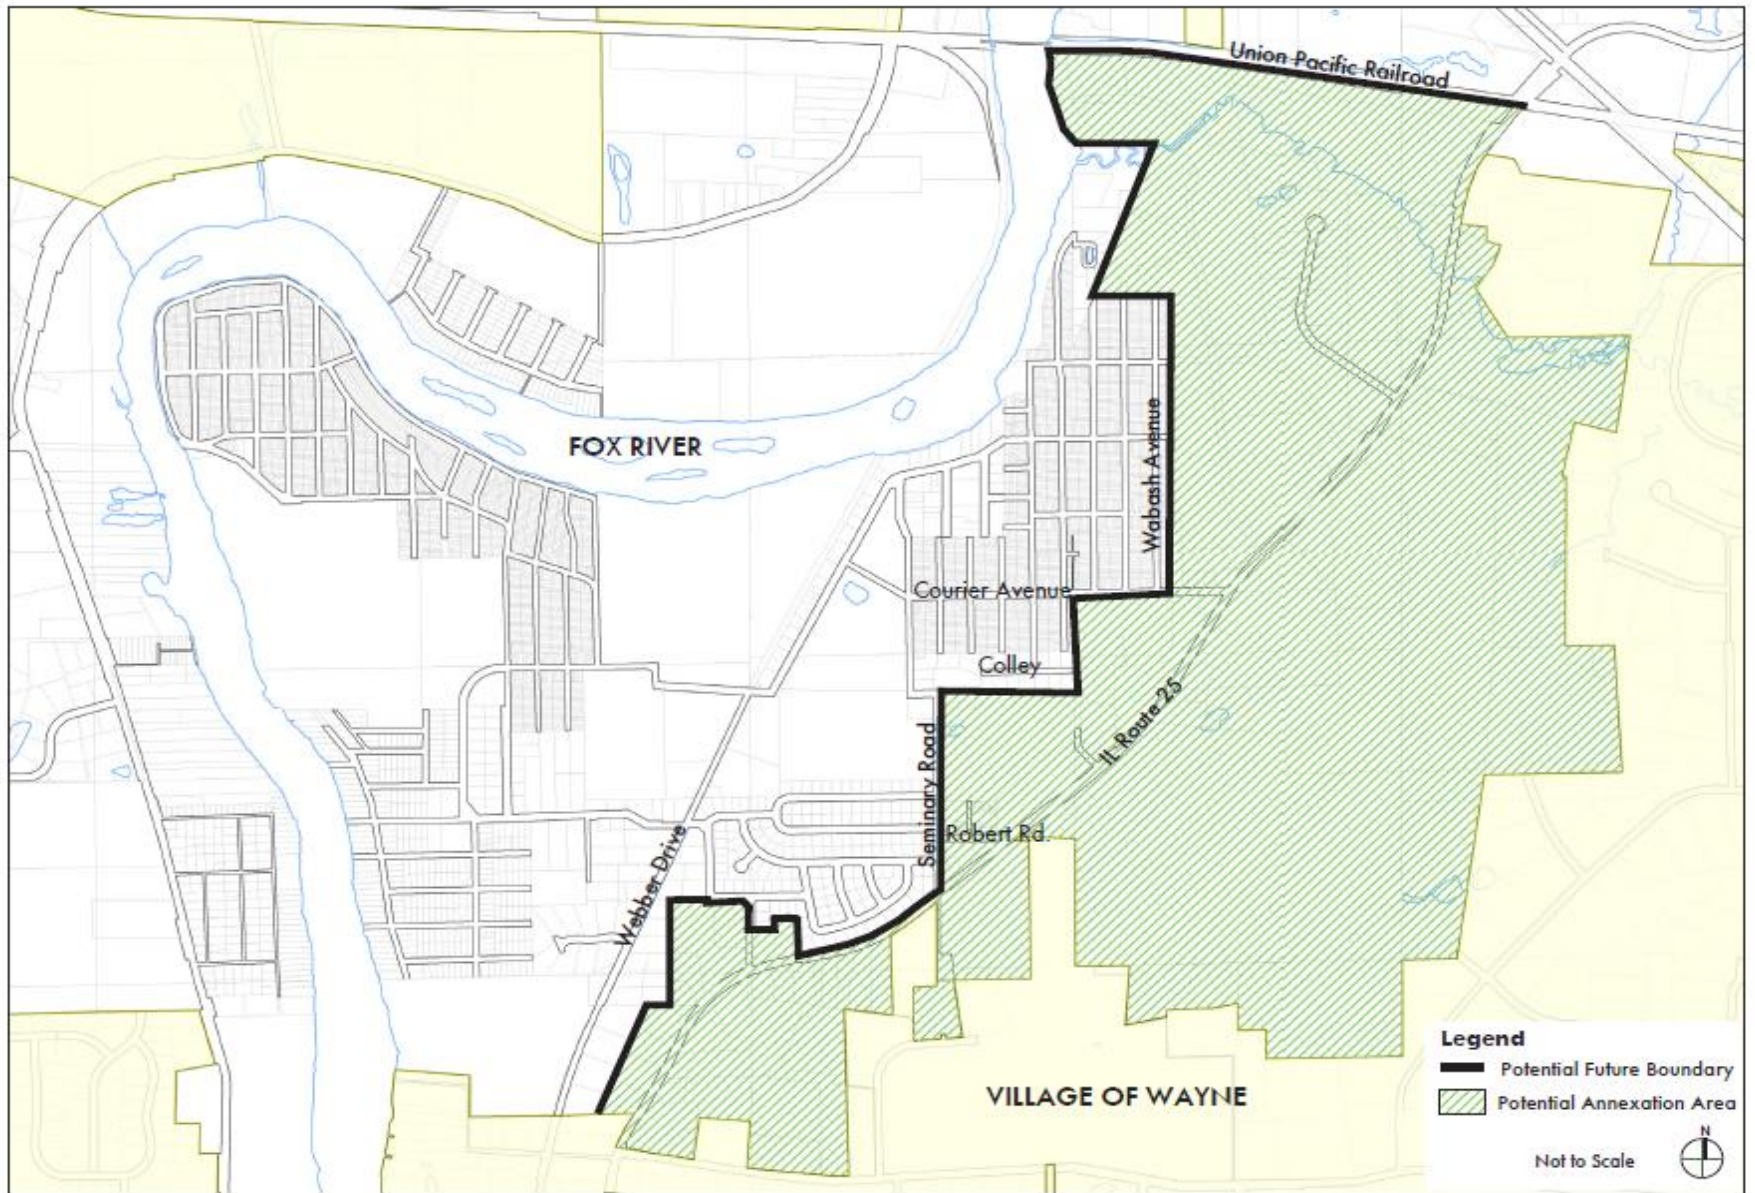 Union Pacific Railroad
FOX RIVER
Wabash Avenue
Courier Avenue
Colley
IL Route 25
Seminary Road
Robert Rd.
Webber Drive
VILLAGE OF WAYNE
Legend
Potential Future Boundary
Potential Annexation Area
Not to Scale
N